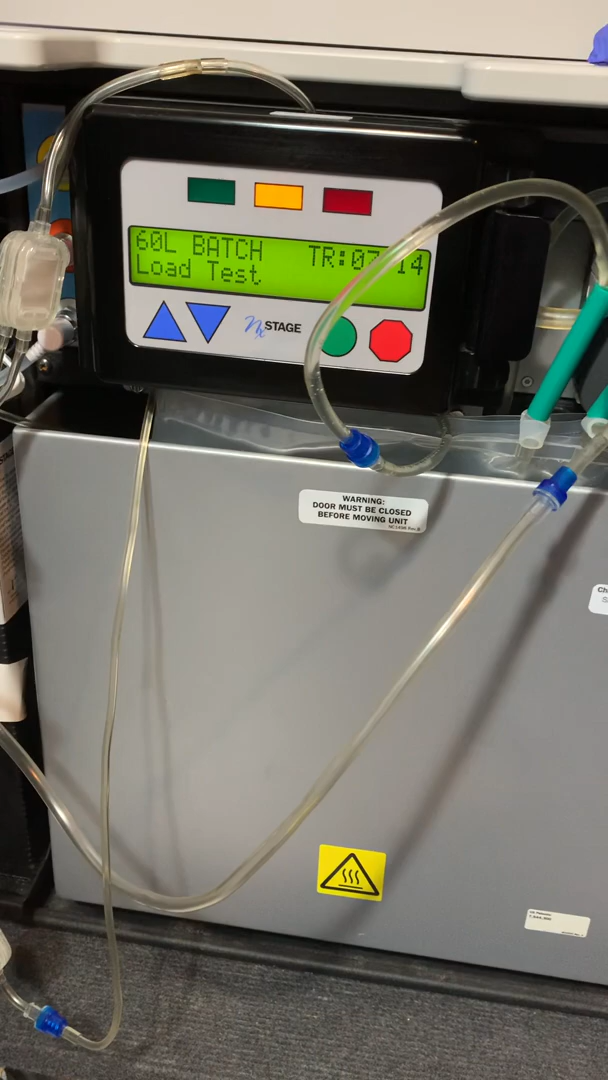 60L BATCH TR:07 14
Load Test
NxSTAGE
WARNING:
DOOR MUST BE CLOSED
BEFORE MOVING UNIT